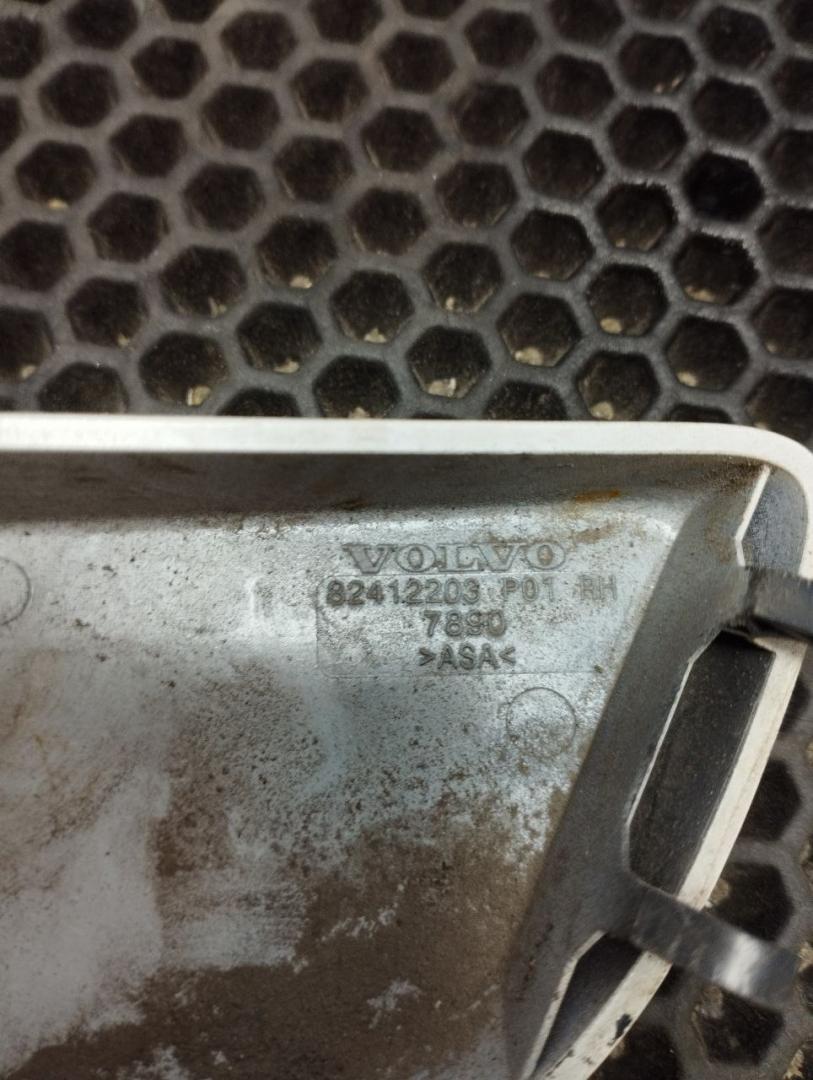 VOLVO
82412203 P01 RH
7890
>ASA<